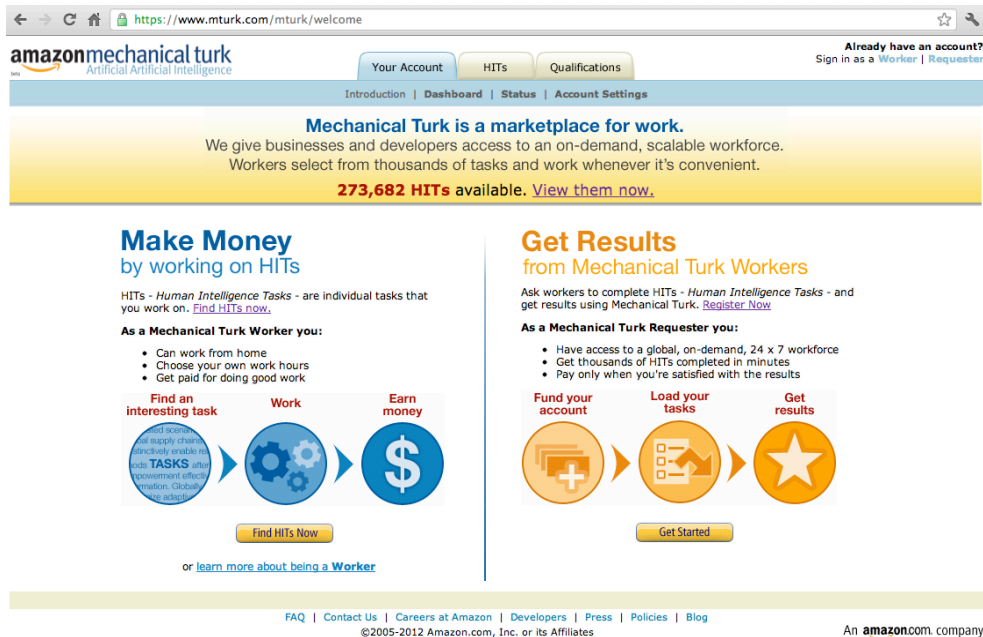 https://www.mturk.com/mturk/welcome
amazonmechanical turk
beta
Artificial Artificial Intelligence
Your Account
HITs
Qualifications
Already have an account?
Sign in as a Worker | Requester
Introduction | Dashboard | Status | Account Settings
Mechanical Turk is a marketplace for work.
We give businesses and developers access to an on-demand, scalable workforce.
Workers select from thousands of tasks and work whenever it's convenient.
273,682 HITs available. View them now.
Make Money
by working on HITs
HITs - Human Intelligence Tasks - are individual tasks that
you work on. Find HITs now.
As a Mechanical Turk Worker you:
• Can work from home
• Choose your own work hours
• Get paid for doing good work
Find an
interesting task
Work
Earn
money
supply chains
TASKS after
Globally
adaptive
$
Find HITs Now
or learn more about being a Worker
Get Results
from Mechanical Turk Workers
Ask workers to complete HITs - Human Intelligence Tasks - and
get results using Mechanical Turk. Register Now
As a Mechanical Turk Requester you:
• Have access to a global, on-demand, 24 x 7 workforce
• Get thousands of HITs completed in minutes
• Pay only when you're satisfied with the results
Fund your
account
Load your
tasks
Get
results
Get Started
FAQ | Contact Us | Careers at Amazon | Developers | Press | Policies | Blog
©2005-2012 Amazon.com, Inc. or its Affiliates
An amazon.com company